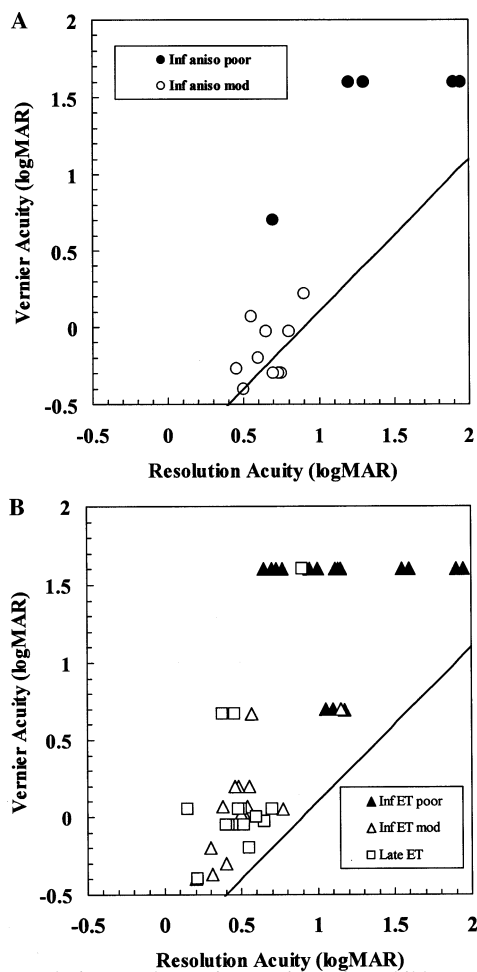 A
2
1.5
1
0.5
0
-0.5
Vernier Acuity (logMAR)
Inf aniso poor
Inf aniso mod
-0.5 0 0.5 1 1.5 2
Resolution Acuity (logMAR)
B
2
1.5
1
0.5
0
-0.5
Vernier Acuity (logMAR)
Inf ET poor
Inf ET mod
Late ET
-0.5 0 0.5 1 1.5 2
Resolution Acuity (logMAR)